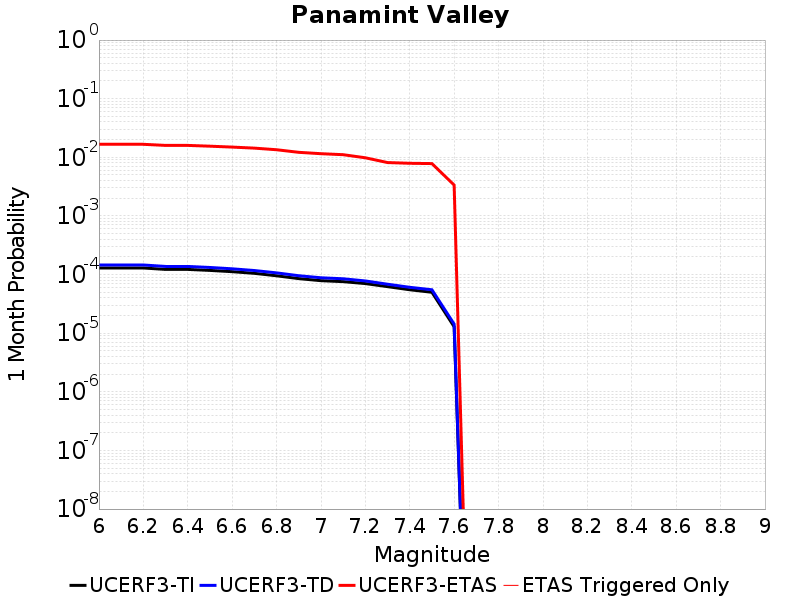 Panamint Valley
1 Month Probability
10^0
10^-1
10^-2
10^-3
10^-4
10^-5
10^-6
10^-7
10^-8
6 6.2 6.4 6.6 6.8 7 7.2 7.4 7.6 7.8 8 8.2 8.4 8.6 8.8 9
Magnitude
UCERF3-TI UCERF3-TD UCERF3-ETAS ETAS Triggered Only